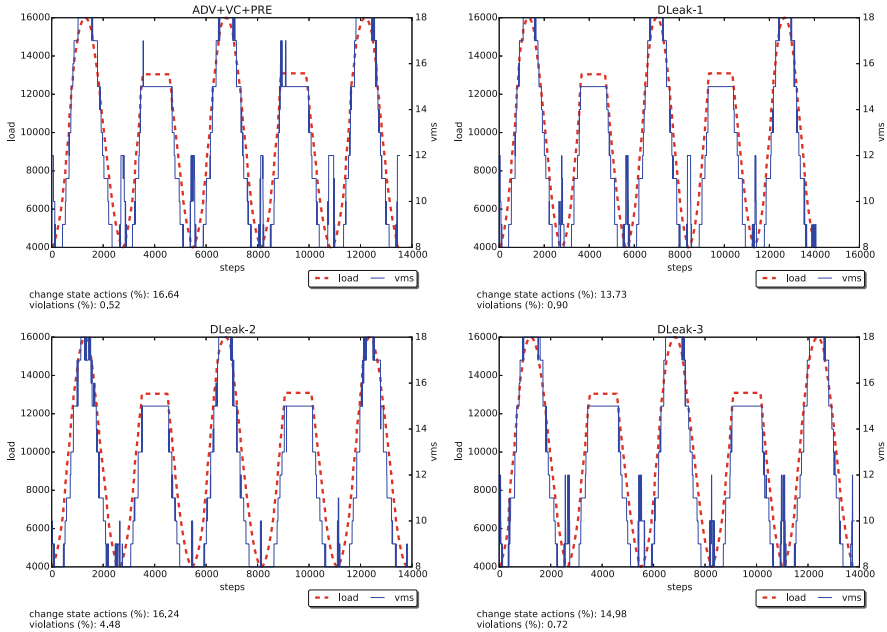 ADV+VC+PRE
16000
14000
12000
10000
8000
6000
4000
load
18
16
14
12
10
8
vms
0 2000 4000 6000 8000 10000 12000 14000
steps
load vms
change state actions (%): 16.64
violations (%): 0,52
DLeak-1
16000
14000
12000
10000
8000
6000
4000
load
18
16
14
12
10
8
vms
0 2000 4000 6000 8000 10000 12000 14000 16000
steps
load vms
change state actions (%): 13.73
violations (%): 0,90
DLeak-2
16000
14000
12000
10000
8000
6000
4000
load
18
16
14
12
10
8
vms
0 2000 4000 6000 8000 10000 12000 14000
steps
load vms
change state actions (%): 16,24
violations (%): 4,48
DLeak-3
16000
14000
12000
10000
8000
6000
4000
load
18
16
14
12
10
8
vms
0 2000 4000 6000 8000 10000 12000 14000
steps
load vms
change state actions (%): 14,98
violations (%): 0.72